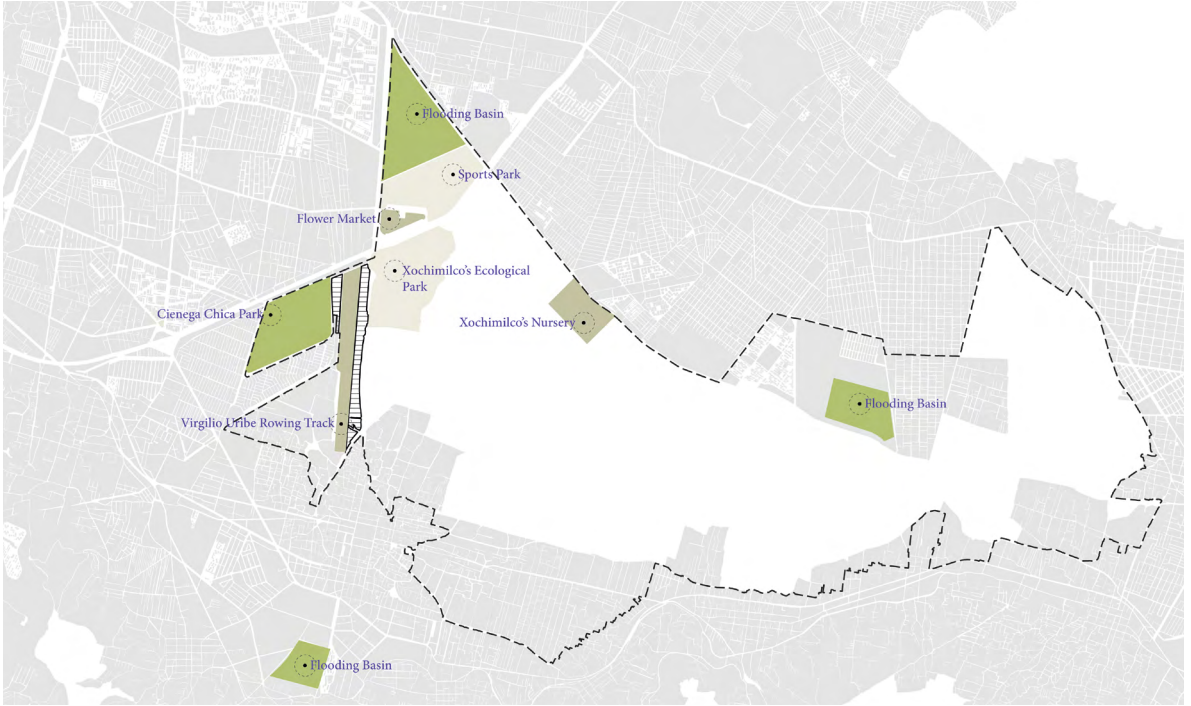 Flooding Basin
Sports Park
Flower Market
Xochimilco's Ecological
Park
Cienega Chica Park
Xochimilco's Nursery
Flooding Basin
Virgilio Uribe Rowing Track
Flooding Basin